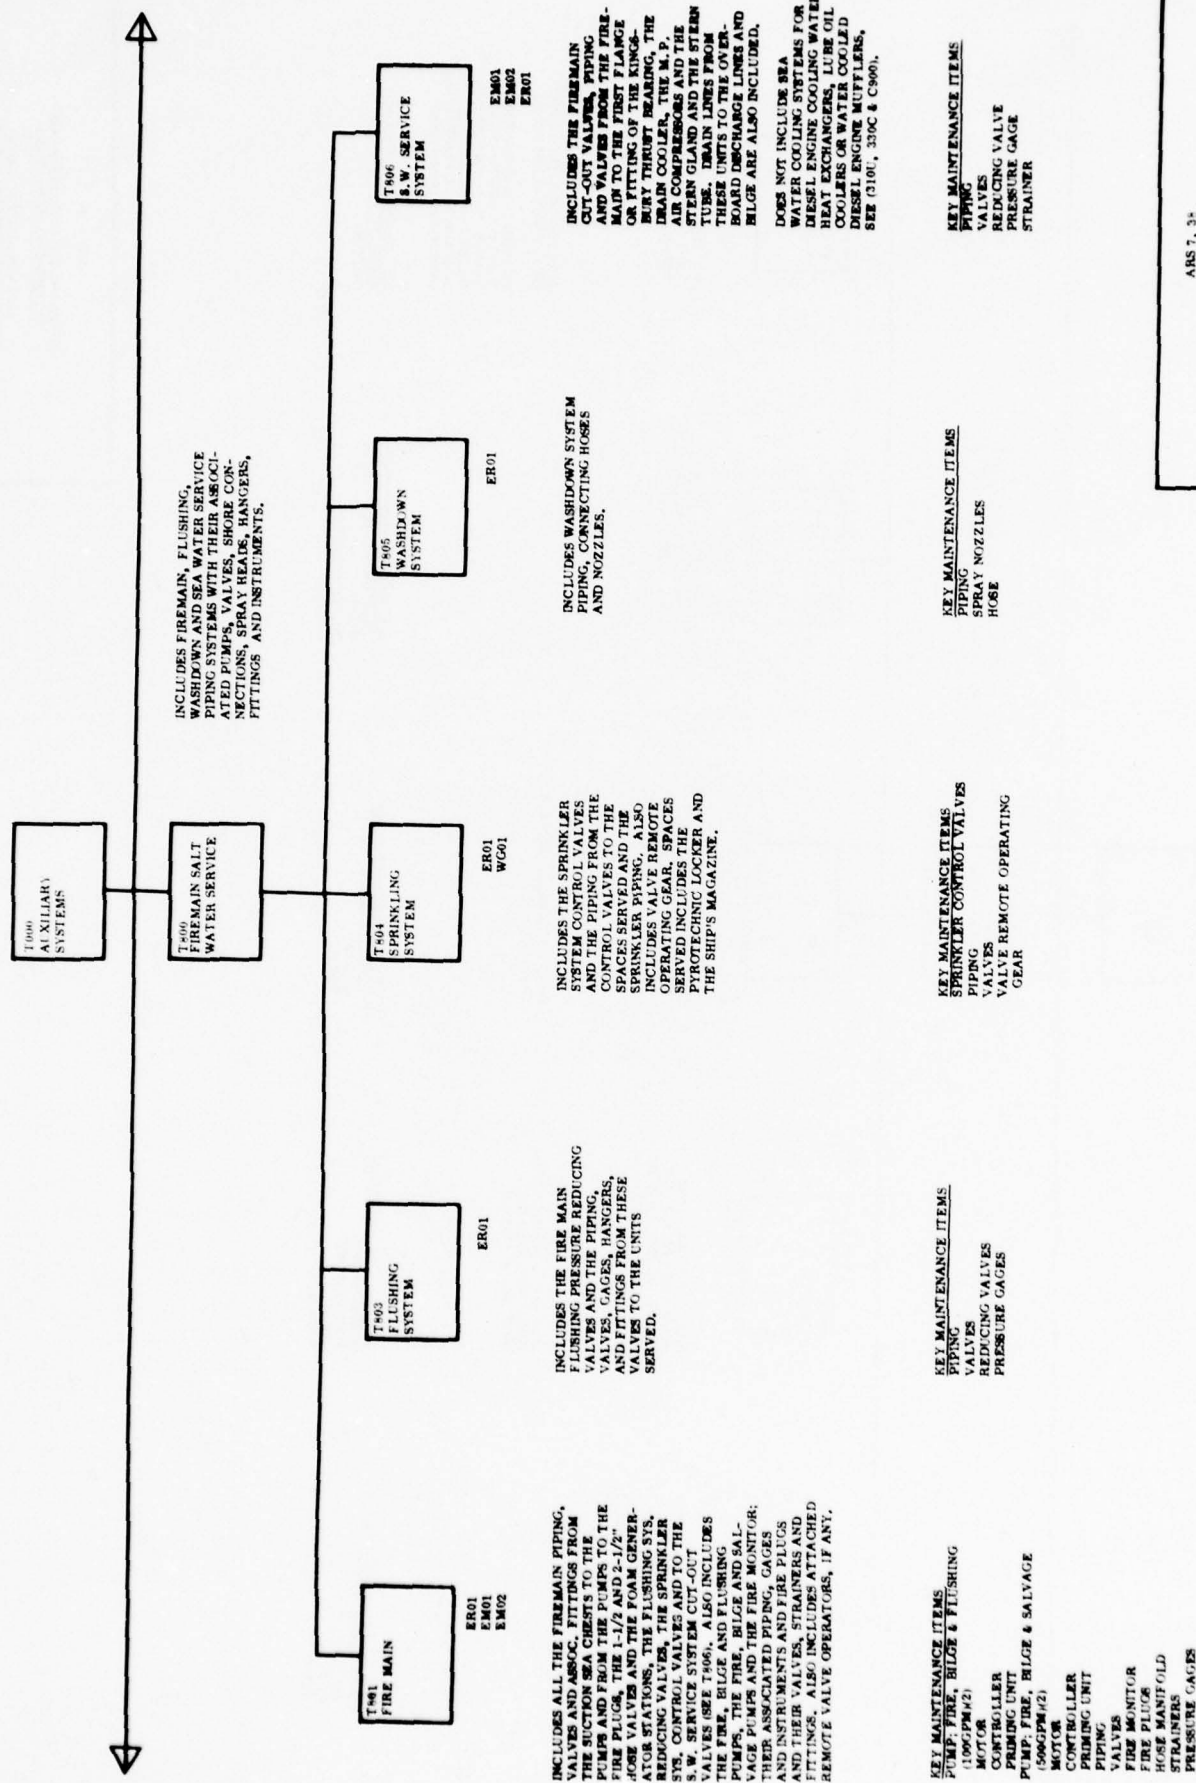 T000
AUXILIARY
SYSTEMS
T800
FIREMAIN SALT
WATER SERVICE
INCLUDES FIREMAIN, FLUSHING,
WASHDOWN AND SEA WATER SERVICE
PIPING SYSTEMS WITH THEIR ASSOCI-
ATED PUMPS, VALVES, SHORE CON-
NECTIONS, SPRAY HEADS, HANGERS,
FITTINGS AND INSTRUMENTS.
T801
FIRE MAIN
ER01
EM01
EM02
INCLUDES ALL THE FIREMAIN PIPING,
VALVES AND ASSOC. FITTINGS FROM
THE SUCTION SEA CHESTS TO THE
PUMPS AND FROM THE PUMPS TO THE
FIRE PLUGS, THE 1-1/2 AND 2-1/2"
HOSE VALVES AND THE FOAM GENER-
ATOR STATIONS, THE FLUSHING SYS.
REDUCING VALVES, THE SPRINKLER
SYS. CONTROL VALVES AND TO THE
S. W. SERVICE SYSTEM CUT-OUT
VALVES (SEE T806). ALSO INCLUDES
THE FIRE, BILGE AND FLUSHING
PUMPS, THE FIRE, BILGE AND SAL-
VAGE PUMPS AND THE FIRE MONITOR;
THEIR ASSOCIATED PIPING, GAGES
AND INSTRUMENTS AND FIRE PLUGS
AND THEIR VALVES, STRAINERS AND
FITTINGS. ALSO INCLUDES ATTACHED
REMOTE VALVE OPERATORS, IF ANY.
KEY MAINTENANCE ITEMS
PUMP: FIRE, BILGE & FLUSHING
(100GPM)(2)
MOTOR
CONTROLLER
PRIMING UNIT
PUMP: FIRE, BILGE & SALVAGE
(500GPM)(2)
MOTOR
CONTROLLER
PRIMING UNIT
PIPING
VALVES
FIRE MONITOR
FIRE PLUGS
HOSE MANIFOLD
STRAINERS
PRESSURE GAGES
T803
FLUSHING
SYSTEM
ER01
INCLUDES THE FIRE MAIN
FLUSHING PRESSURE REDUCING
VALVES AND THE PIPING,
VALVES, GAGES, HANGERS,
AND FITTINGS FROM THESE
VALVES TO THE UNITS
SERVED.
KEY MAINTENANCE ITEMS
PIPING
VALVES
REDUCING VALVES
PRESSURE GAGES
T804
SPRINKLING
SYSTEM
ER01
WG01
INCLUDES THE SPRINKLER
SYSTEM CONTROL VALVES
AND THE PIPING FROM THE
CONTROL VALVES TO THE
SPACES SERVED AND THE
SPRINKLER PIPING. ALSO
INCLUDES VALVE REMOTE
OPERATING GEAR. SPACES
SERVED INCLUDES THE
PYROTECHNIC LOCKER AND
THE SHIP'S MAGAZINE.
KEY MAINTENANCE ITEMS
SPRINKLER CONTROL VALVES
PIPING
VALVES
VALVE REMOTE OPERATING
GEAR
T805
WASHDOWN
SYSTEM
ER01
INCLUDES WASHDOWN SYSTEM
PIPING, CONNECTING HOSES
AND NOZZLES.
KEY MAINTENANCE ITEMS
PIPING
SPRAY NOZZLES
HOSE
T806
S. W. SERVICE
SYSTEM
EM01
EM02
ER01
INCLUDES THE FIREMAIN
CUT-OUT VALVES, PIPING
AND VALVES FROM THE FIRE-
MAIN TO THE FIRST FLANGE
OR FITTING OF THE KINGS-
BURY THRUST BEARING, THE
DRAIN COOLER, THE M. P.
AIR COMPRESSORS AND THE
STERN GLAND AND THE STERN
TUBE. DRAIN LINES FROM
THESE UNITS TO THE OVER-
BOARD DISCHARGE LINES AND
BILGE ARE ALSO INCLUDED.
DOES NOT INCLUDE SEA
WATER COOLING SYSTEMS FOR
DIESEL ENGINE COOLING WATER
HEAT EXCHANGERS, LUBE OIL
COOLERS OR WATER COOLED
DIESEL ENGINE MUFFLERS,
SEE (310U, 330C & C900).
KEY MAINTENANCE ITEMS
PIPING
VALVES
REDUCING VALVE
PRESSURE GAGE
STRAINER
ARS 7, 38